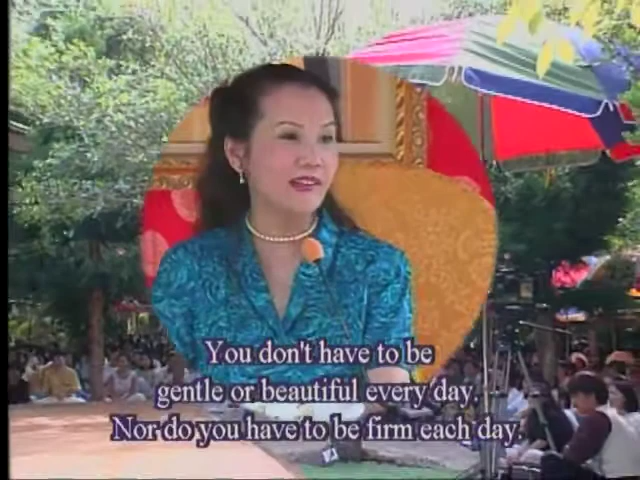 You don't have to be
gentle or beautiful every day.
Nor do you have to be firm each day.